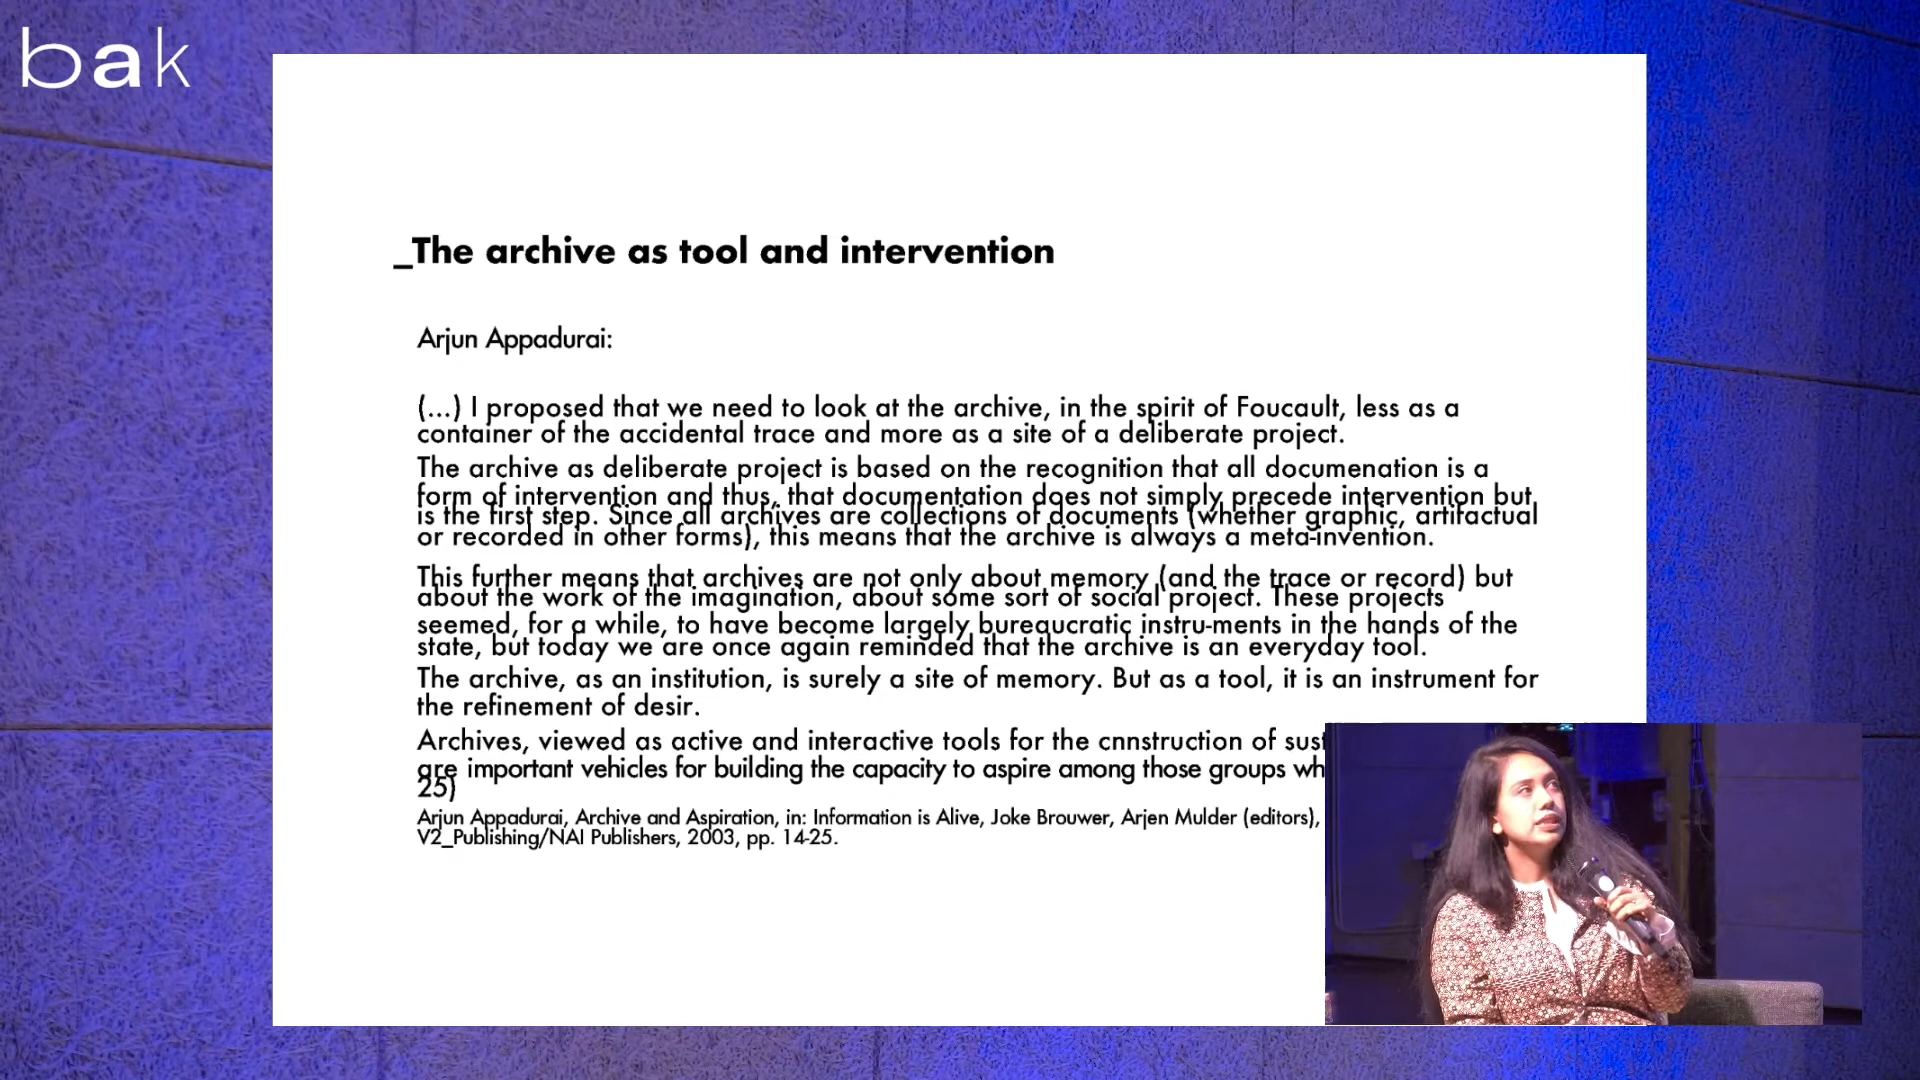 bak
_The archive as tool and intervention
Arjun Appadurai:
(...) I proposed that we need to look at the archive, in the spirit of Foucault, less as a
container of the accidental trace and more as a site of a deliberate project.
The archive as deliberate project is based on the recognition that all documenation is a
form of intervention and thus, that documentation does not simply precede intervention but
is the first step. Since all archives are collections of documents (whether graphic, artifactual
or recorded in other forms), this means that the archive is always a meta-invention.
This further means that archives are not only about memory (and the trace or record) but
about the work of the imagination, about some sort of social project. These projects
seemed, for a while, to have become largely bureaucratic instru-ments in the hands of the
state, but today we are once again reminded that the archive is an everyday tool.
The archive, as an institution, is surely a site of memory. But as a tool, it is an instrument for
the refinement of desir.
Archives, viewed as active and interactive tools for the cnnstruction of
are important vehicles for building the capacity to aspire among those groups
25)
Arjun Appadurai, Archive and Aspiration, in: Information is Alive, Joke Brouwer, Arjen Mulder (editors),
V2_Publishing/NAI Publishers, 2003, pp. 14-25.